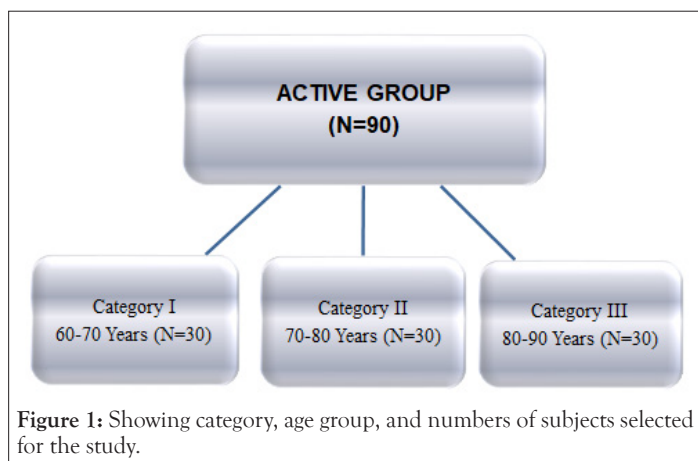 ACTIVE GROUP
(N=90)
Category I
60-70 Years (N=30)
Category II
70-80 Years (N=30)
Category III
80-90 Years (N=30)
Figure 1: Showing category, age group, and numbers of subjects selected
for the study.